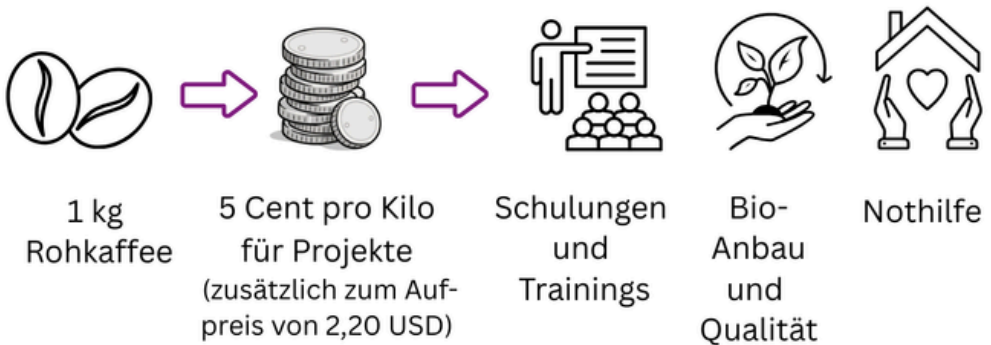 1 kg
Rohkaffee
5 Cent pro Kilo
für Projekte
(zusätzlich zum Auf-
preis von 2,20 USD)
Schulungen
und
Trainings
Bio-
Anbau
und
Qualität
Nothilfe